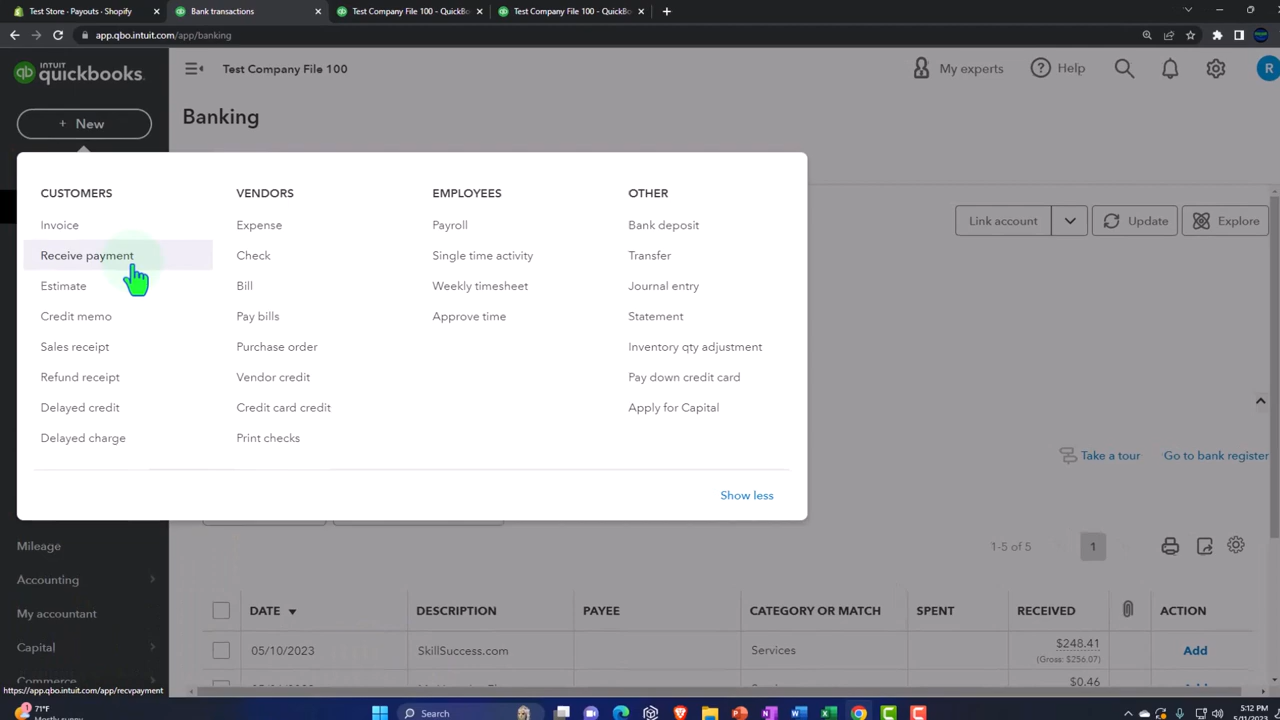 Test Store - Payouts - Shopify
Bank transactions
Test Company File 100 - QuickBo
Test Company File 100 - QuickBo
app.qbo.intuit.com/app/banking
INTUIT
quickbooks.
Test Company File 100
My experts
Help
R
+ New
Banking
CUSTOMERS
Invoice
Receive payment
Estimate
Credit memo
Sales receipt
Refund receipt
Delayed credit
Delayed charge
VENDORS
Expense
Check
Bill
Pay bills
Purchase order
Vendor credit
Credit card credit
Print checks
EMPLOYEES
Payroll
Single time activity
Weekly timesheet
Approve time
OTHER
Bank deposit
Transfer
Journal entry
Statement
Inventory qty adjustment
Pay down credit card
Apply for Capital
Show less
Link account
Update
Explore
Take a tour
Go to bank register
Mileage
Accounting
My accountant
Capital
Commerce
1-5 of 5
1
DATE
DESCRIPTION
PAYEE
CATEGORY OR MATCH
SPENT
RECEIVED
ACTION
05/10/2023
SkillSuccess.com
Services
$248.41
(Gross: $256.07)
Add
$0.46
https://app.qbo.intuit.com/app/recvpayment
71°F
Mostly sunny
Search
5:12 PM